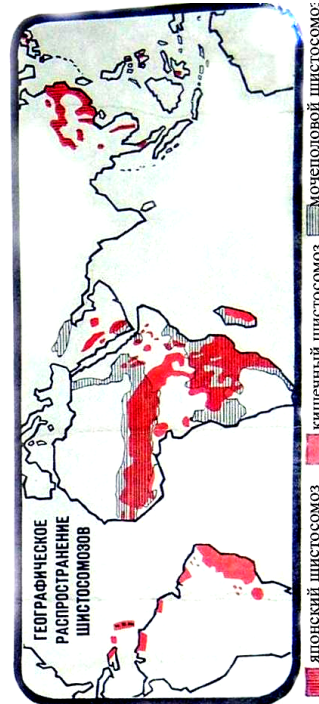 ГЕОГРАФИЧЕСКОЕ
РАСПРОСТРАНЕНИЕ
ШИСТОСОМОЗОВ
японский шистосомоз
кишечный шистосомоз
мочеполовой шистосомоз